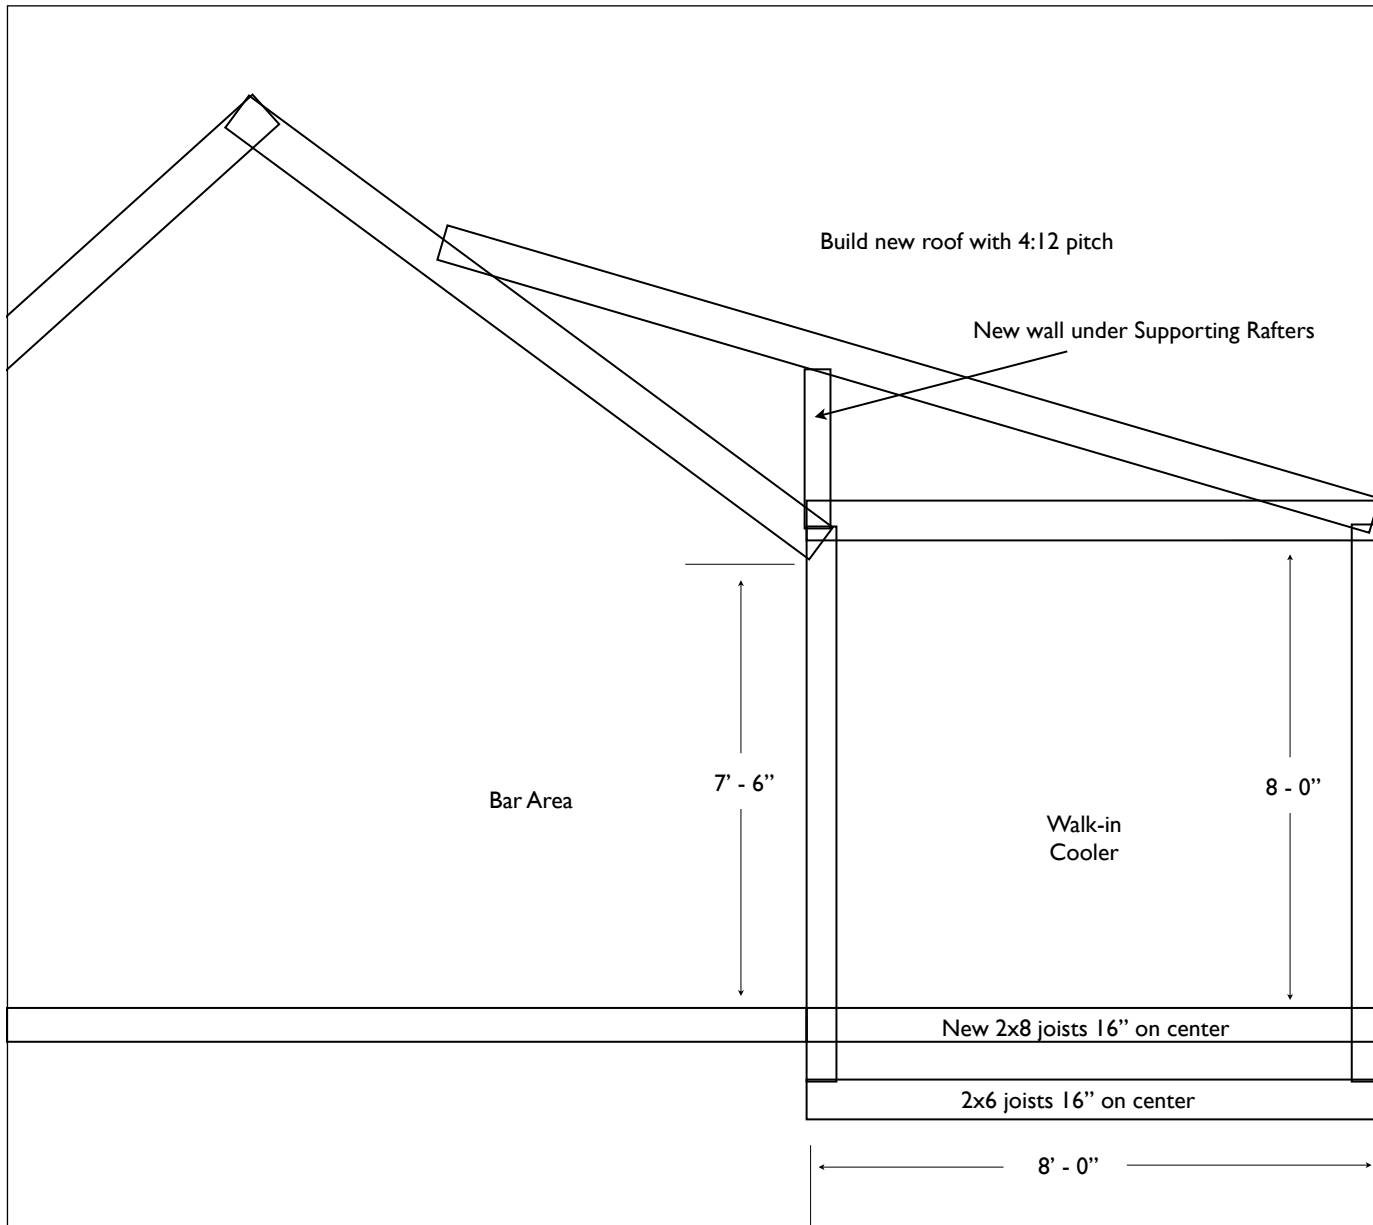 Build new roof with 4:12 pitch
New wall under Supporting Rafters
7’ - 6”
8 - 0”
Bar Area
Walk-in
Cooler
New 2x8 joists 16” on center
2x6 joists 16” on center
8’ - 0”